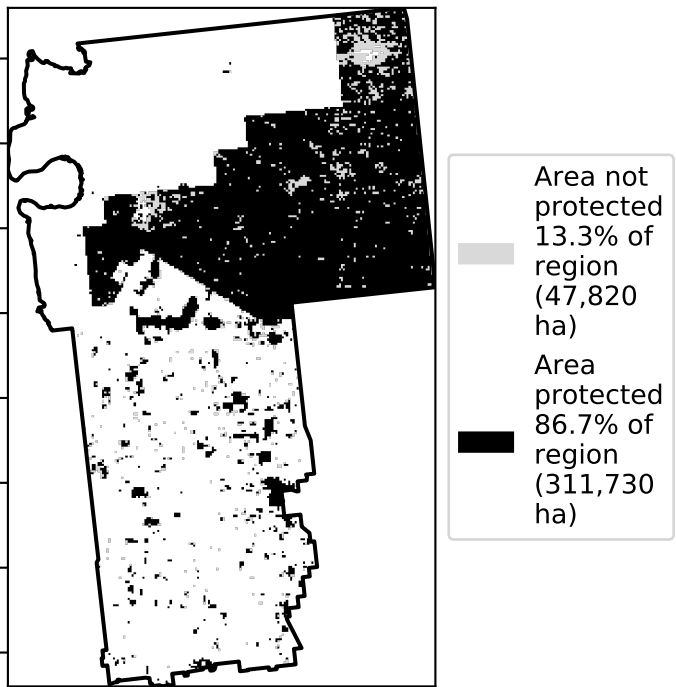 Area not
protected
13.3% of
region
(47,820
ha)
Area
protected
86.7% of
region
(311,730
ha)